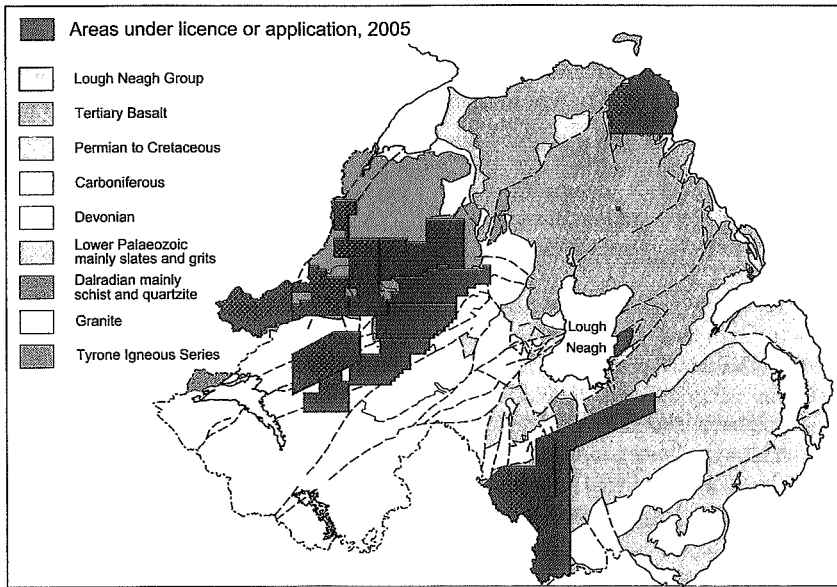 Areas under licence or application, 2005
Lough Neagh Group
Tertiary Basalt
Permian to Cretaceous
Carboniferous
Devonian
Lower Palaeozoic
mainly slates and grits
Dalradian mainly
schist and quartzite
Granite
Tyrone Igneous Series
Lough
Neagh